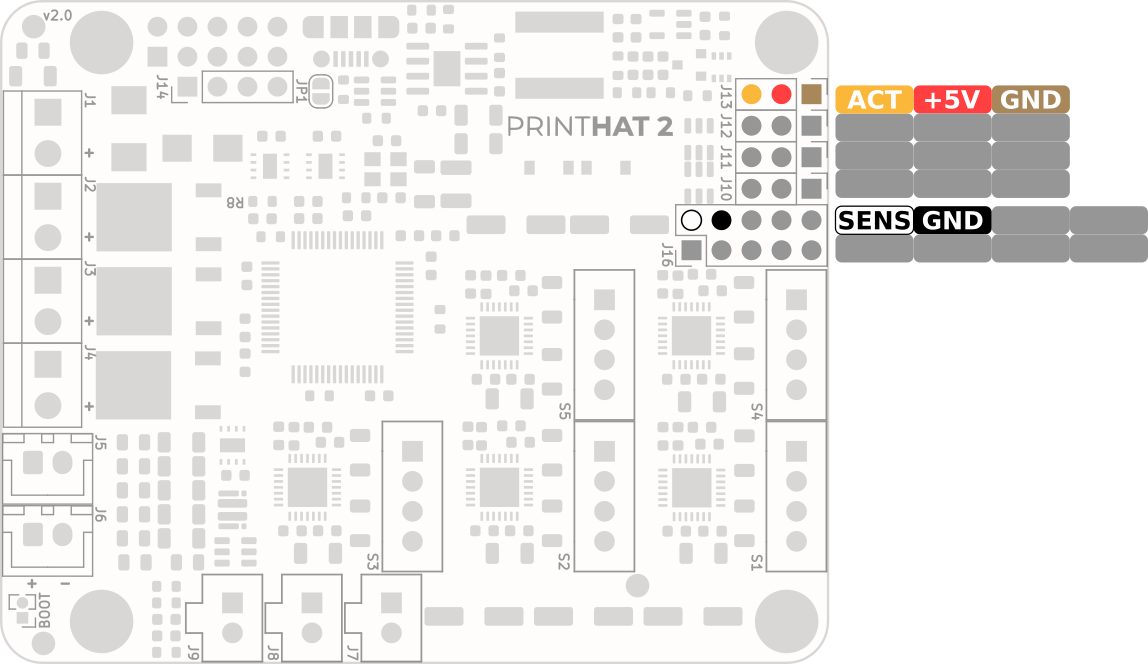 v2.0
J14
JP1
J1
+
J13
ACT +5V GND
PRINTHAT 2
J12
J11
J2
R8
J10
+
SENS GND
J16
J3
+
J4
+
S5
S4
J5
J6
S3
S2
S1
+ −
BOOT
J9
J8
J7